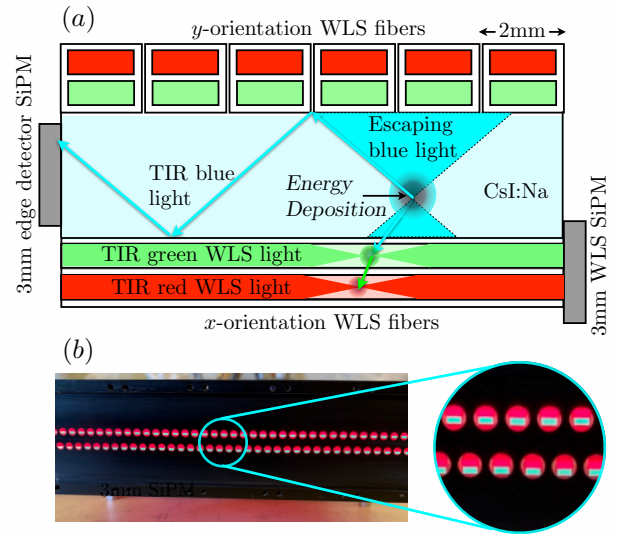 (a)
y-orientation WLS fibers
2mm
3mm edge detector SiPM
Escaping
blue light
TIR blue
light
Energy
Deposition
CsI:Na
TIR green WLS light
TIR red WLS light
3mm WLS SiPM
x-orientation WLS fibers
(b)
3mm SiPM